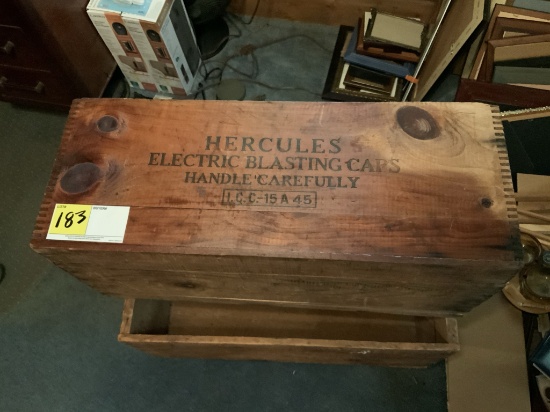 HERCULES
ELECTRIC BLASTING CAPS
HANDLE CAREFULLY
I.C.C.-15 A 45
183